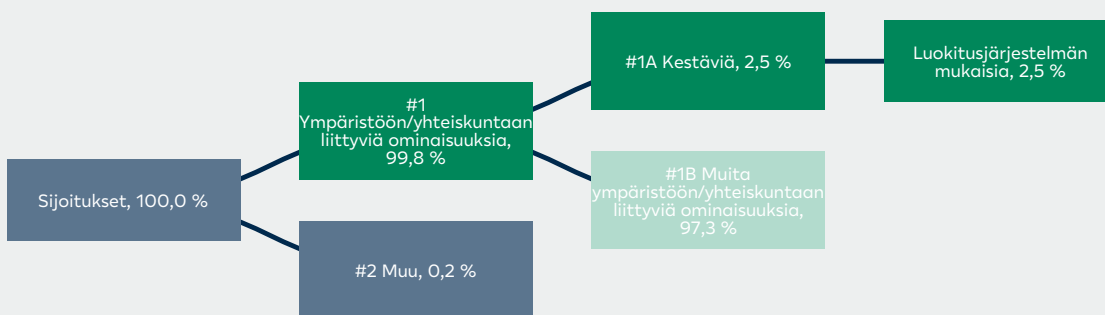 Sijoitukset, 100,0 %
#1
Ympäristöön/yhteiskuntaan
liittyviä ominaisuuksia,
99,8 %
#2 Muu, 0,2 %
#1A Kestäviä, 2,5 %
#1B Muita
ympäristöön/yhteiskuntaan
liittyviä ominaisuuksia,
97,3 %
Luokitusjärjestelmän
mukaisia, 2,5 %